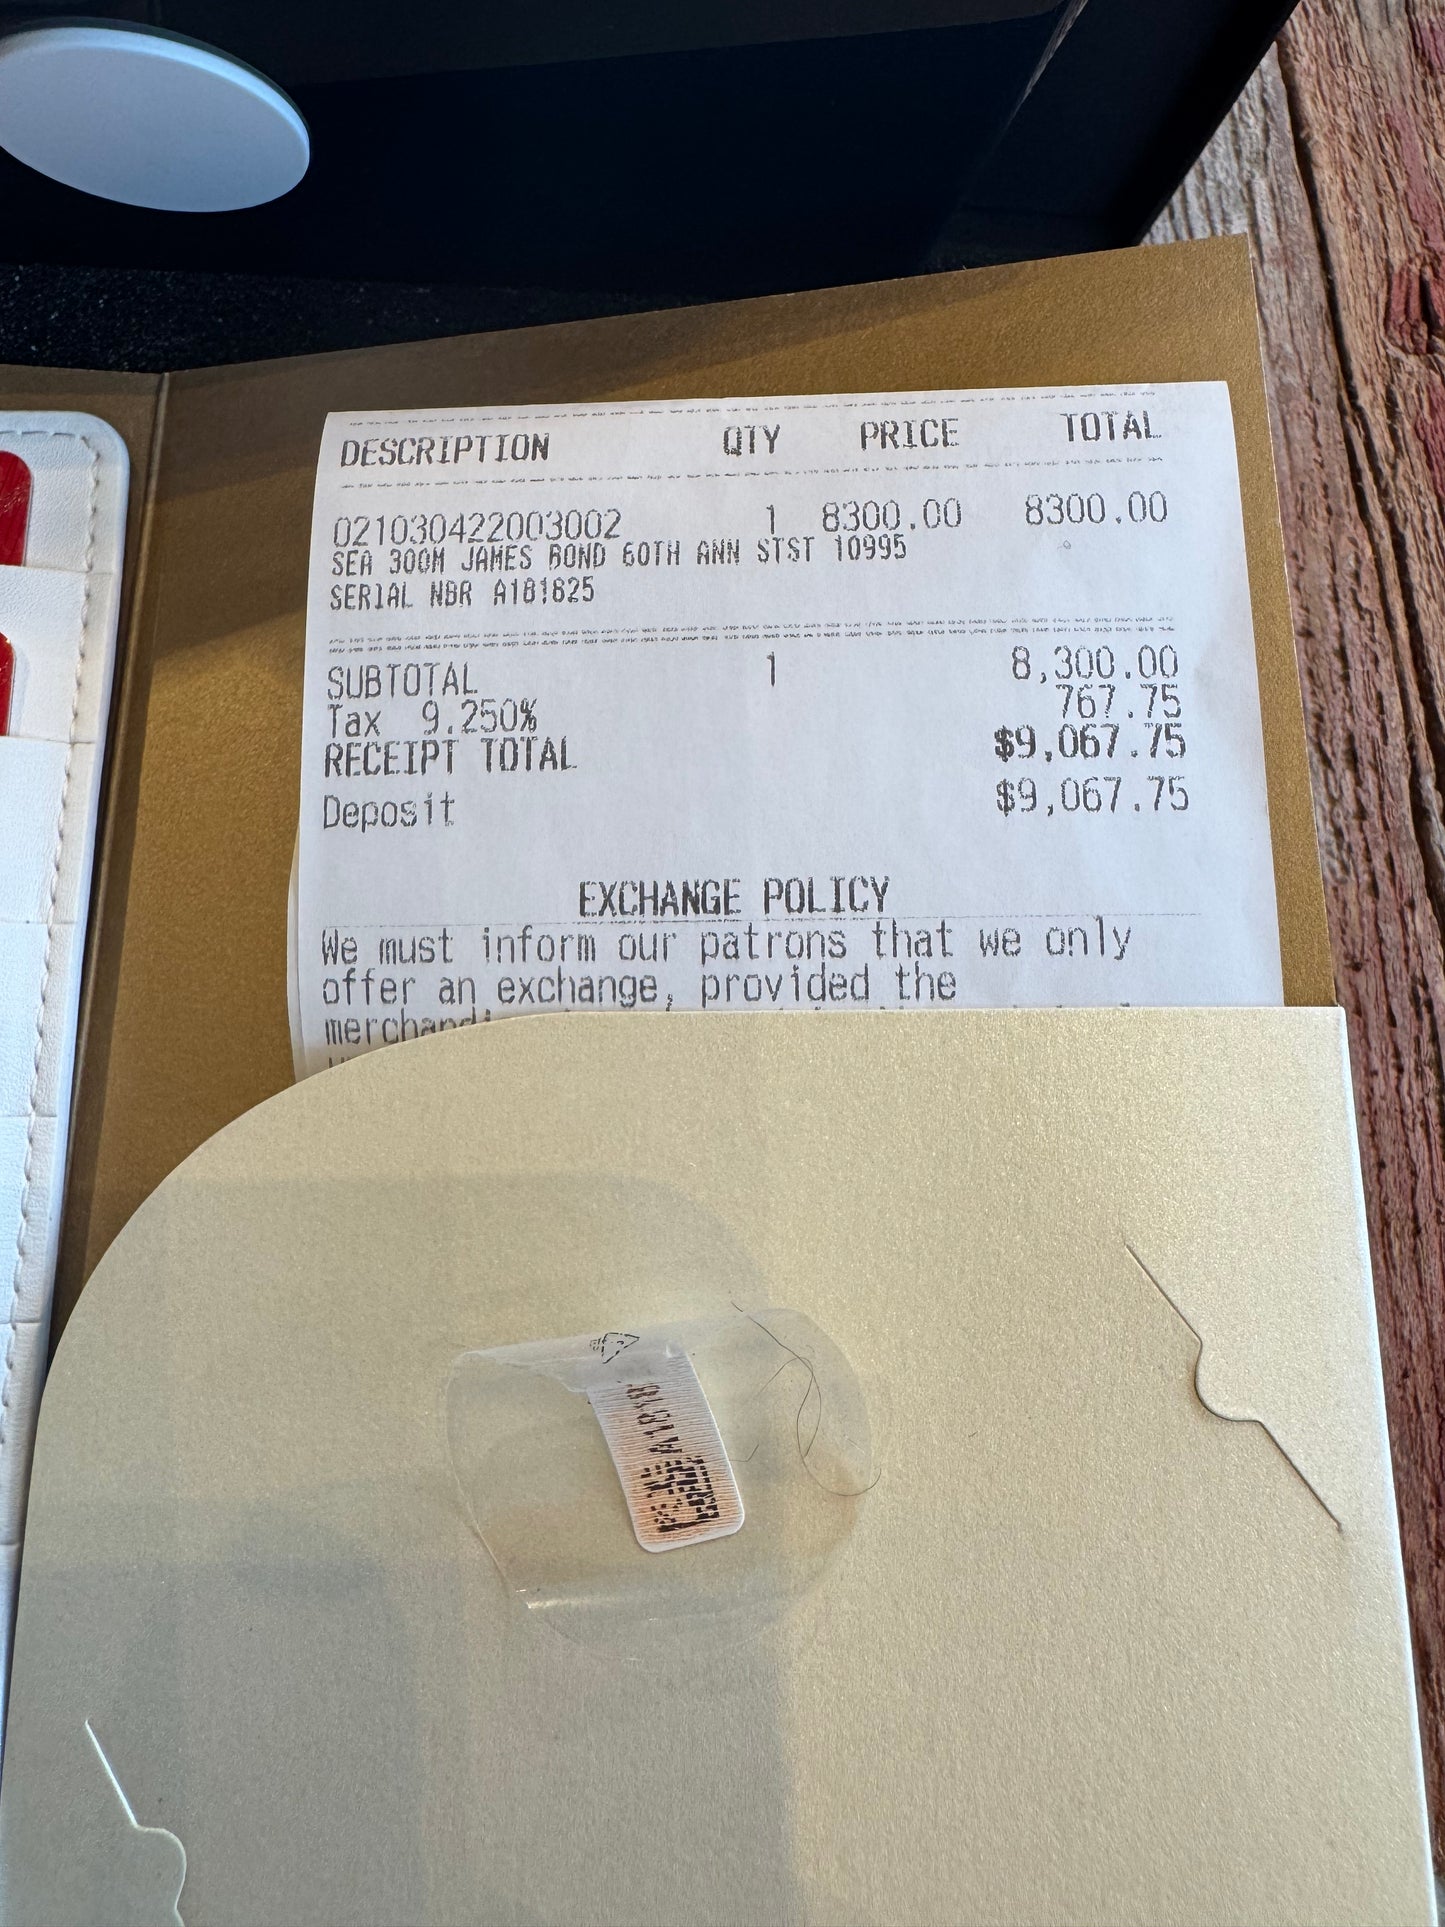 DESCRIPTION QTY PRICE TOTAL
021030422003002 1 8300.00 8300.00
SEA 300M JAMES BOND 60TH ANN STST 10995
SERIAL NBR A181825
SUBTOTAL 1 8,300.00
Tax 9.250% 767.75
RECEIPT TOTAL $9,067.75
Deposit $9,067.75
EXCHANGE POLICY
We must inform our patrons that we only
offer an exchange, provided the